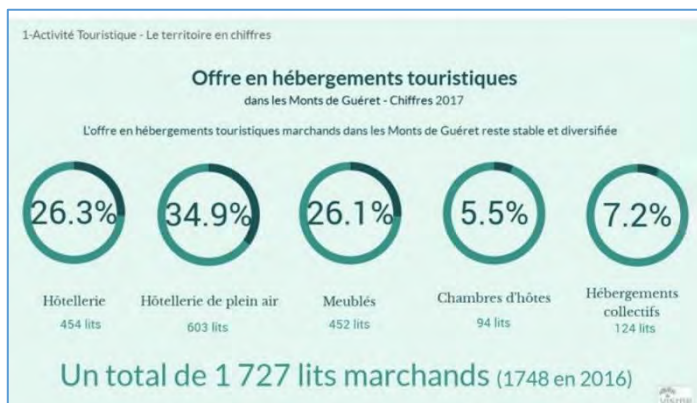 1-Activité Touristique - Le territoire en chiffres
Offre en hébergements touristiques
dans les Monts de Guéret - Chiffres 2017
L'offre en hébergements touristiques marchands dans les Monts de Guéret reste stable et diversifiée
26.3%
Hôtellerie
454 lits
34.9%
Hôtellerie de plein air
603 lits
26.1%
Meublés
452 lits
5.5%
Chambres d'hôtes
94 lits
7.2%
Hébergements
collectifs
124 lits
Un total de 1 727 lits marchands (1748 en 2016)